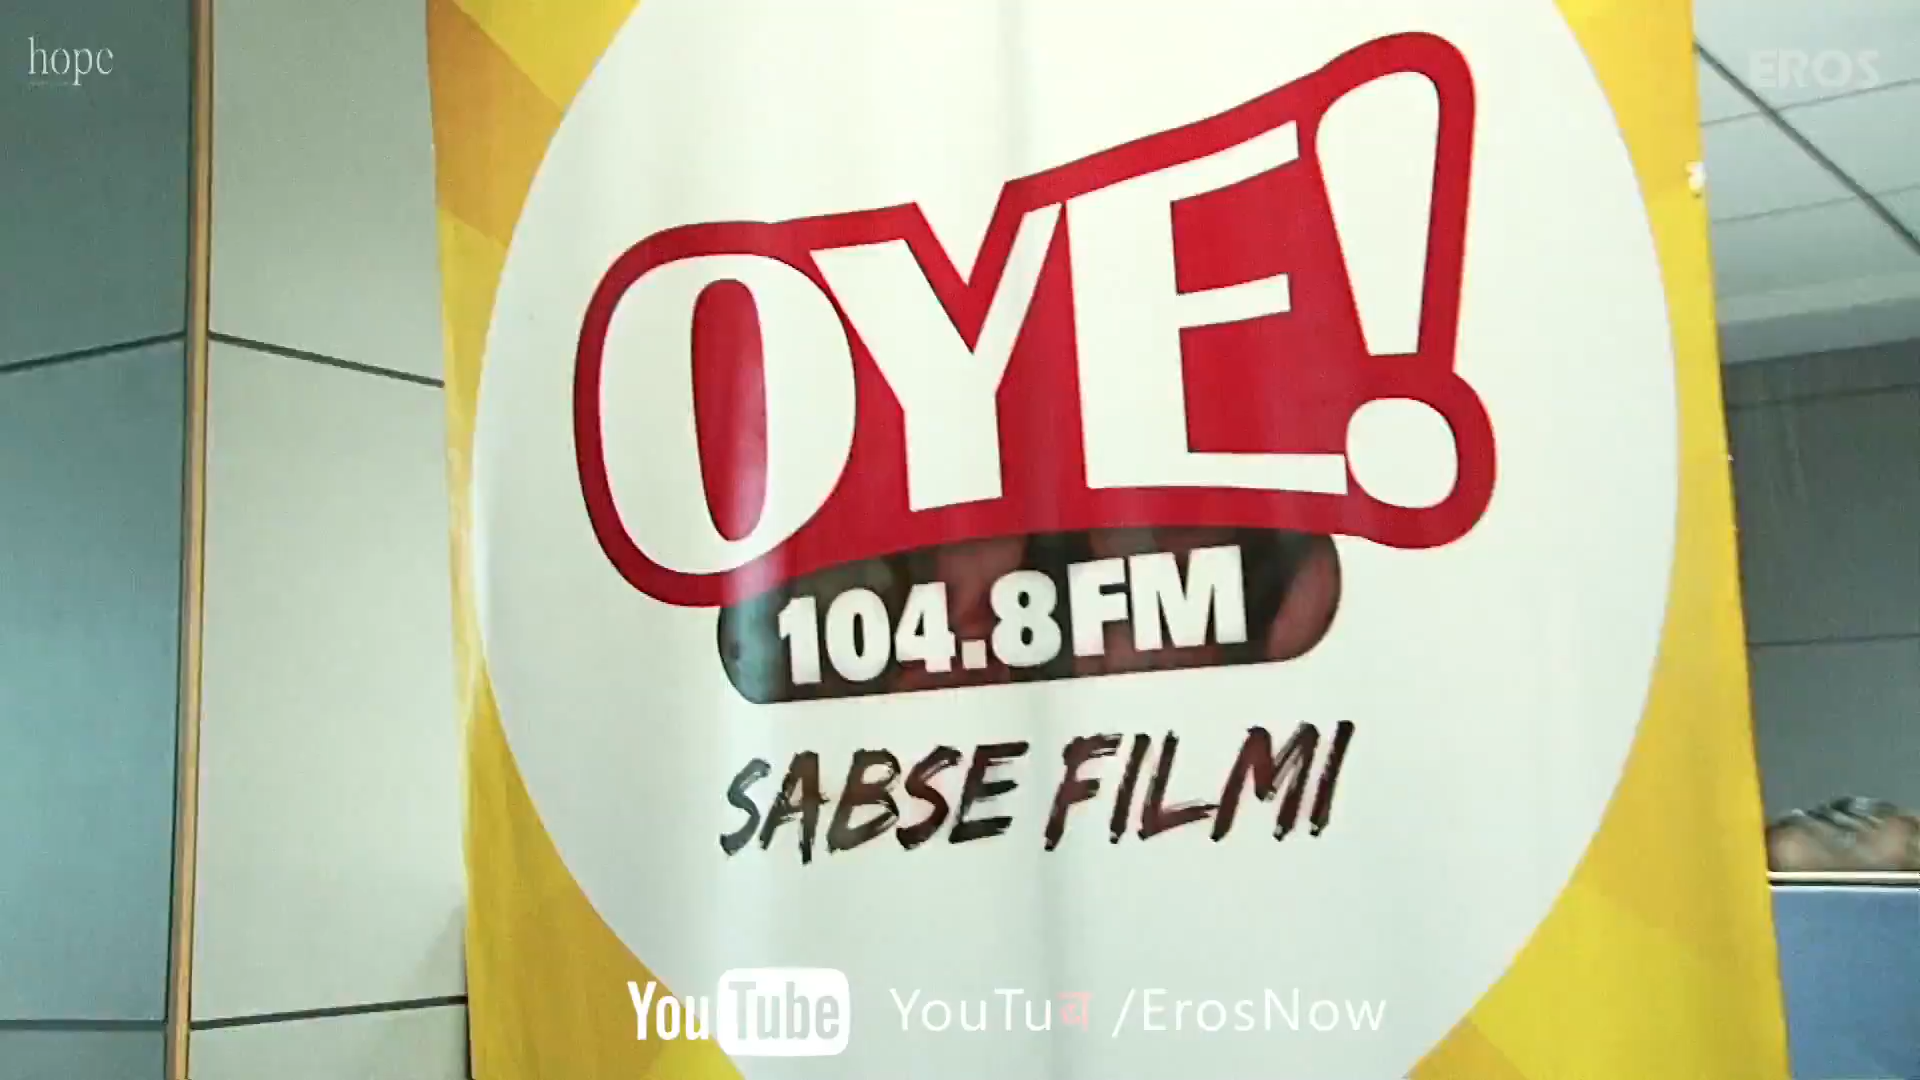 hope
EROS
OYE!
104.8FM
SABSE FILMI
YouTube YouTuब /ErosNow